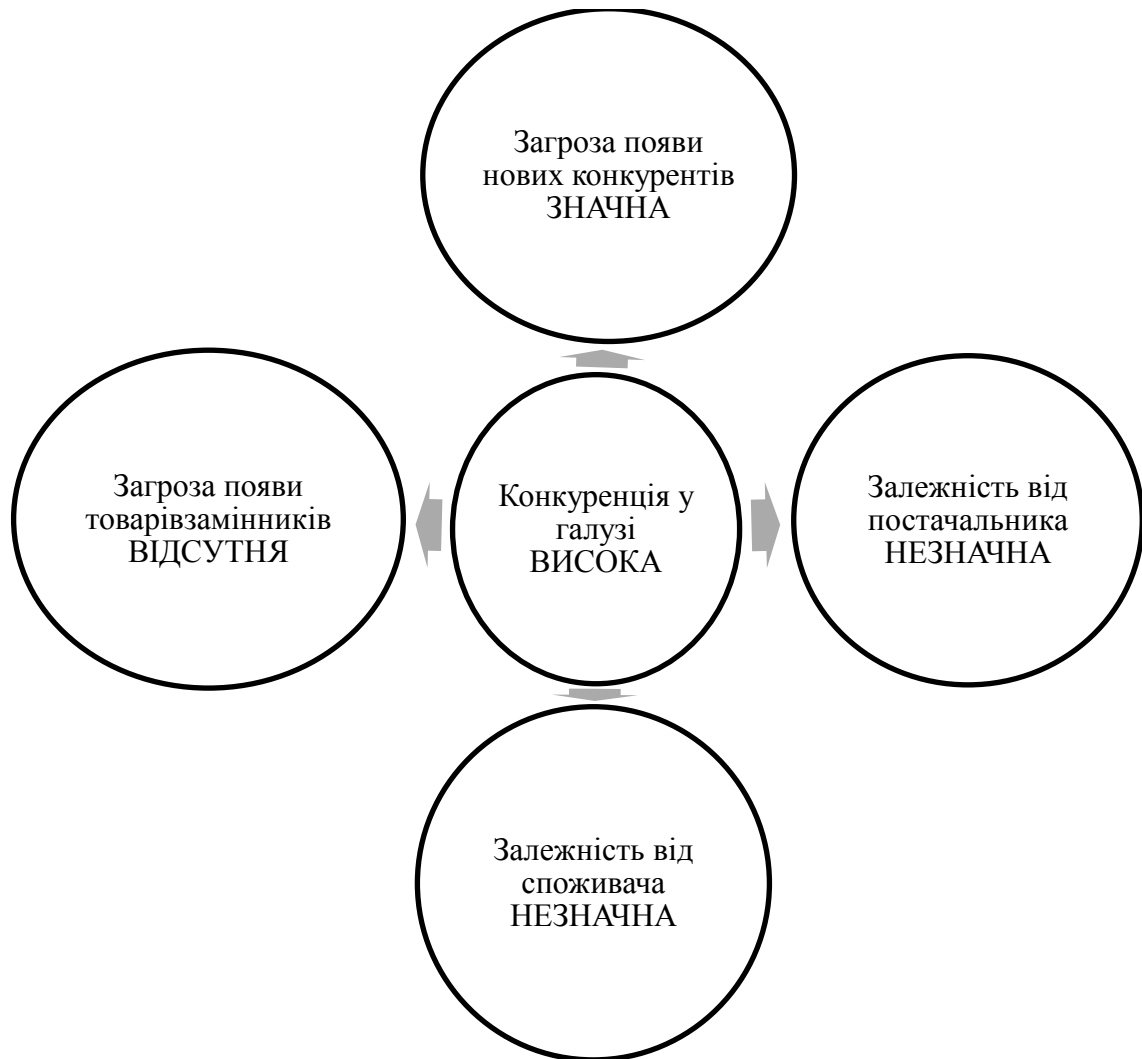 Загроза появи
нових конкурентів
ЗНАЧНА
Загроза появи
товарівзамінників
ВІДСУТНЯ
Конкуренція у
галузі
ВИСОКА
Залежність від
постачальника
НЕЗНАЧНА
Залежність від
споживача
НЕЗНАЧНА